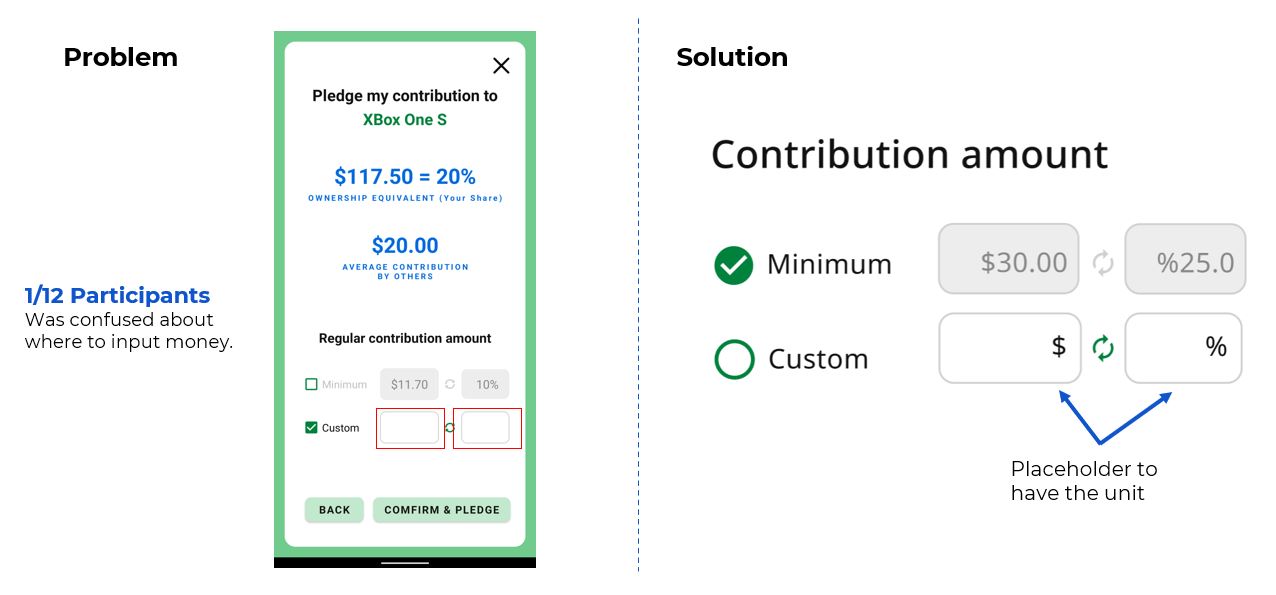 Problem
Pledge my contribution to
XBox One S
$117.50 = 20%
OWNERSHIP EQUIVALENT (Your Share)
$20.00
AVERAGE CONTRIBUTION
BY OTHERS
Regular contribution amount
Minimum $11.70 10%
Custom
BACK COMFIRM & PLEDGE
1/12 Participants
Was confused about
where to input money.
Solution
Contribution amount
Minimum $30.00 %25.0
Custom $ %
Placeholder to
have the unit